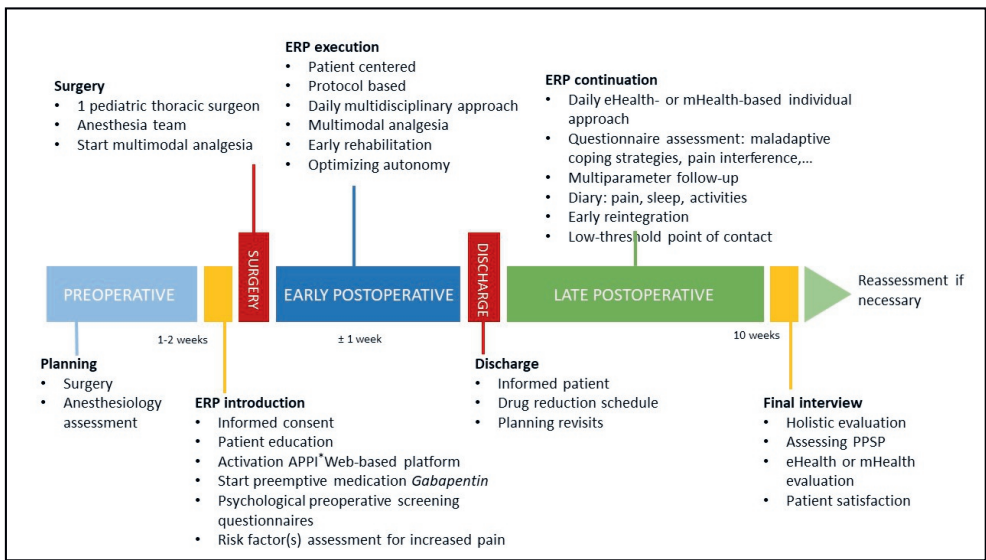 ERP execution
• Patient centered
• Protocol based
• Daily multidisciplinary approach
• Multimodal analgesia
• Early rehabilitation
• Optimizing autonomy
Surgery
• 1 pediatric thoracic surgeon
• Anesthesia team
• Start multimodal analgesia
ERP continuation
• Daily eHealth- or mHealth-based individual
approach
• Questionnaire assessment: maladaptive
coping strategies, pain interference,...
• Multiparameter follow-up
• Diary: pain, sleep, activities
• Early reintegration
• Low-threshold point of contact
PREOPERATIVE
SURGERY
EARLY POSTOPERATIVE
DISCHARGE
LATE POSTOPERATIVE
Reassessment if
necessary
1-2 weeks
± 1 week
10 weeks
Planning
• Surgery
• Anesthesiology
assessment
ERP introduction
• Informed consent
• Patient education
• Activation APPI*Web-based platform
• Start preemptive medication Gabapentin
• Psychological preoperative screening
questionnaires
• Risk factor(s) assessment for increased pain
Discharge
• Informed patient
• Drug reduction schedule
• Planning revisits
Final interview
• Holistic evaluation
• Assessing PPSP
• eHealth or mHealth
evaluation
• Patient satisfaction